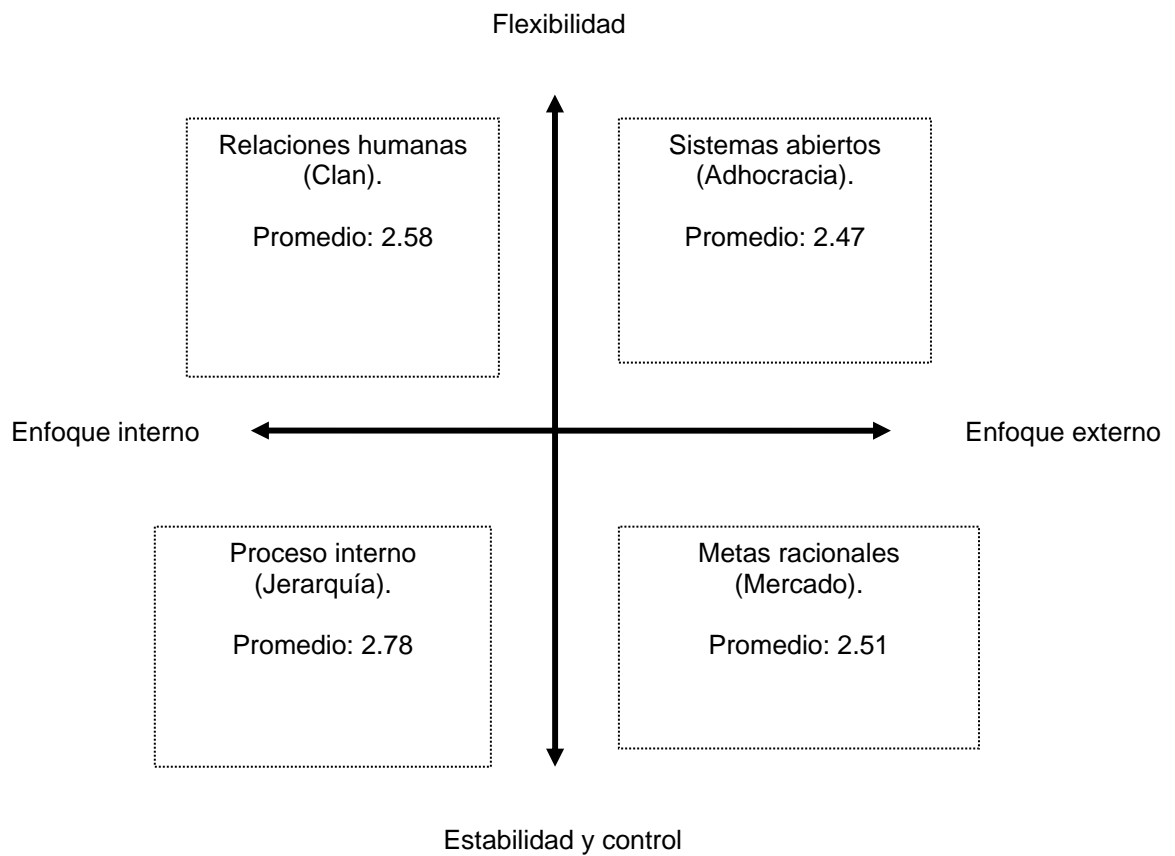 Flexibilidad
Relaciones humanas
(Clan).
Promedio: 2.58
Sistemas abiertos
(Adhocracia).
Promedio: 2.47
Enfoque interno
Enfoque externo
Proceso interno
(Jerarquía).
Promedio: 2.78
Metas racionales
(Mercado).
Promedio: 2.51
Estabilidad y control